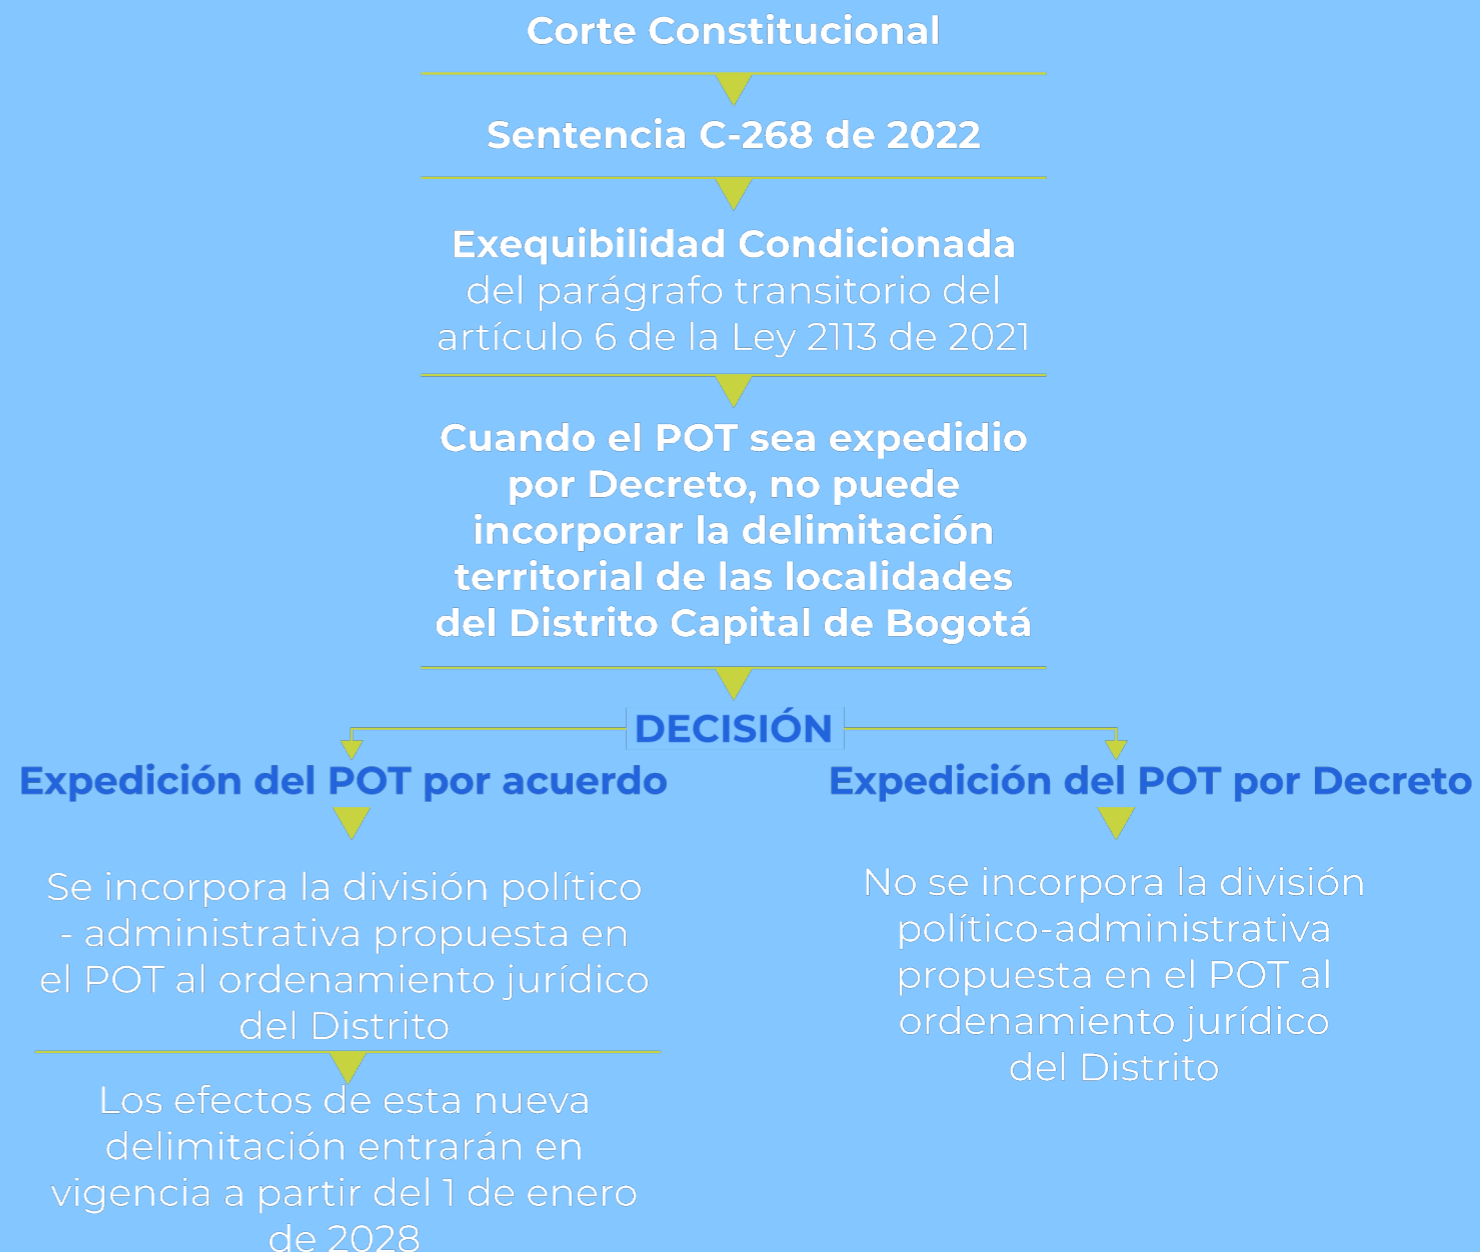 Corte Constitucional
Sentencia C-268 de 2022
Exequibilidad Condicionada
del parágrafo transitorio del
artículo 6 de la Ley 2113 de 2021
Cuando el POT sea expedidio
por Decreto, no puede
incorporar la delimitación
territorial de las localidades
del Distrito Capital de Bogotá
DECISIÓN
Expedición del POT por acuerdo
Se incorpora la división político
- administrativa propuesta en
el POT al ordenamiento jurídico
del Distrito
Los efectos de esta nueva
delimitación entrarán en
vigencia a partir del 1 de enero
de 2028
Expedición del POT por Decreto
No se incorpora la división
político-administrativa
propuesta en el POT al
ordenamiento jurídico
del Distrito